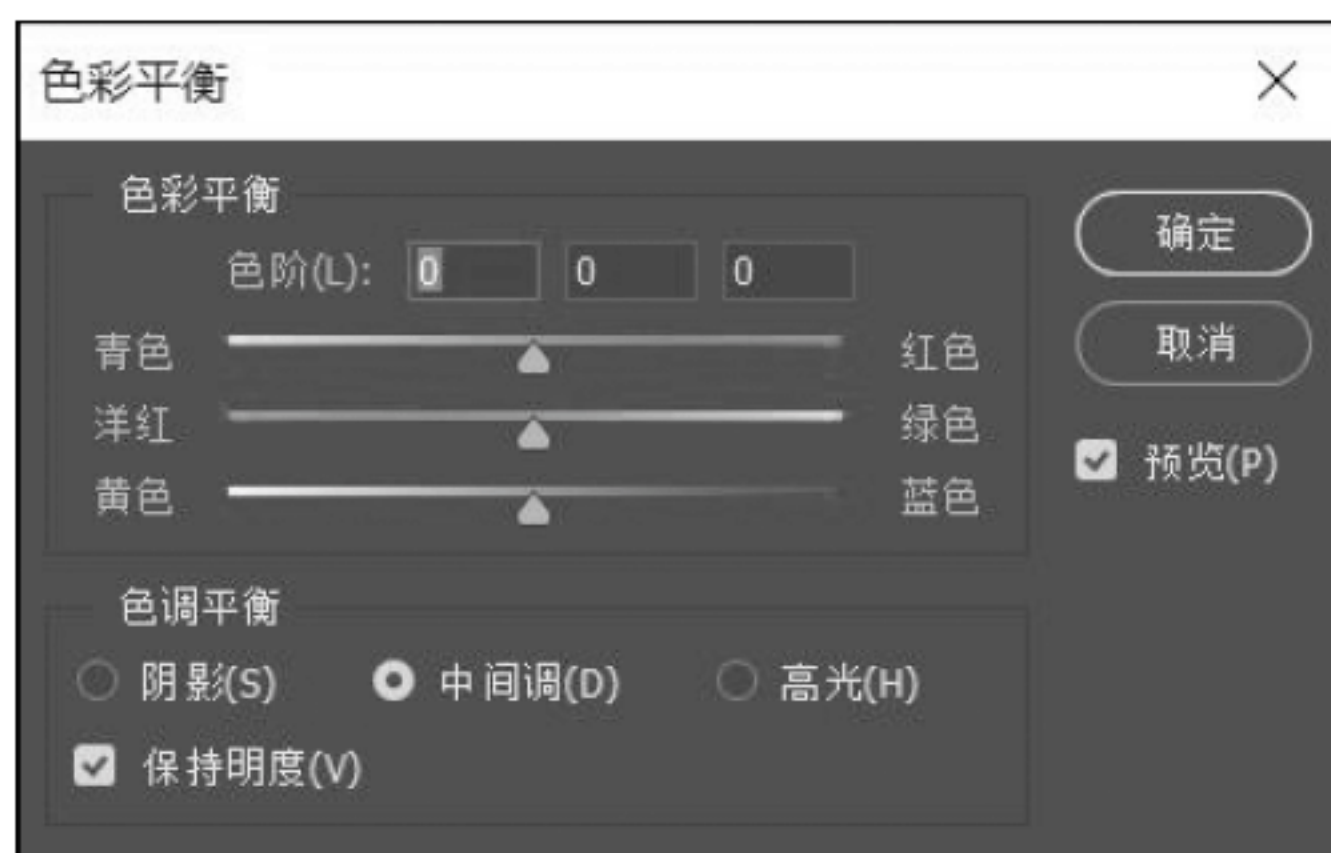 色彩平衡
色彩平衡
色阶(L): 0 0 0
青色 红色
洋红 绿色
黄色 蓝色
确定
取消
预览(P)
色调平衡
阴影(S) 中间调(D) 高光(H)
保持明度(V)